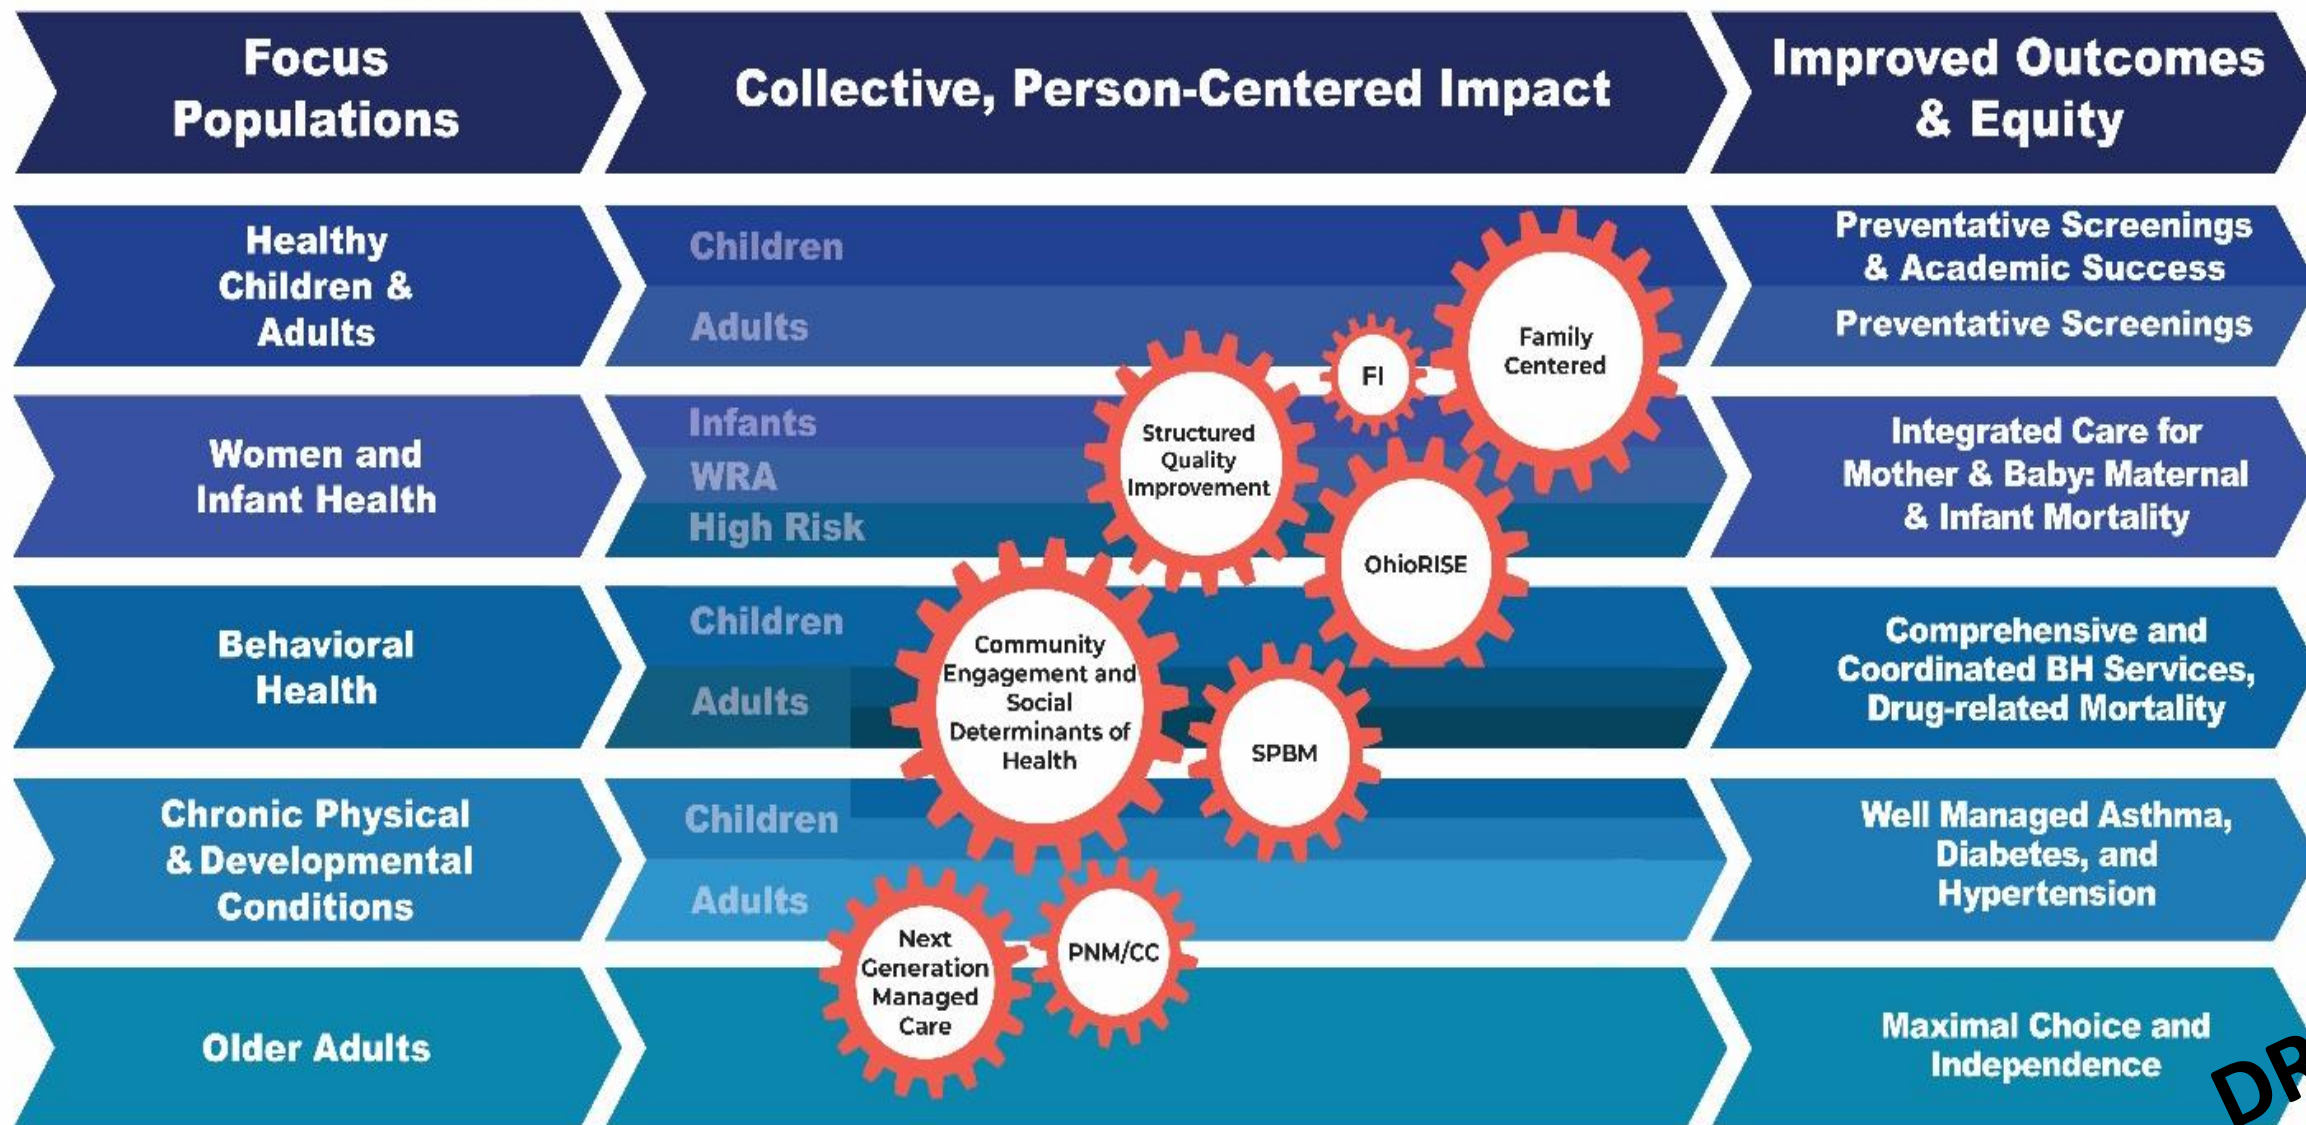 Focus
Populations
Collective, Person-Centered Impact
Improved Outcomes
& Equity
Healthy
Children &
Adults
Children
Adults
Preventative Screenings
& Academic Success
Preventative Screenings
Women and
Infant Health
Infants
WRA
High Risk
Integrated Care for
Mother & Baby: Maternal
& Infant Mortality
Behavioral
Health
Children
Adults
Comprehensive and
Coordinated BH Services,
Drug-related Mortality
Chronic Physical
& Developmental
Conditions
Children
Adults
Well Managed Asthma,
Diabetes, and
Hypertension
Older Adults
Maximal Choice and
Independence
Family
Centered
FI
Structured
Quality
Improvement
OhioRISE
Community
Engagement and
Social
Determinants of
Health
SPBM
Next
Generation
Managed
Care
PNM/CC